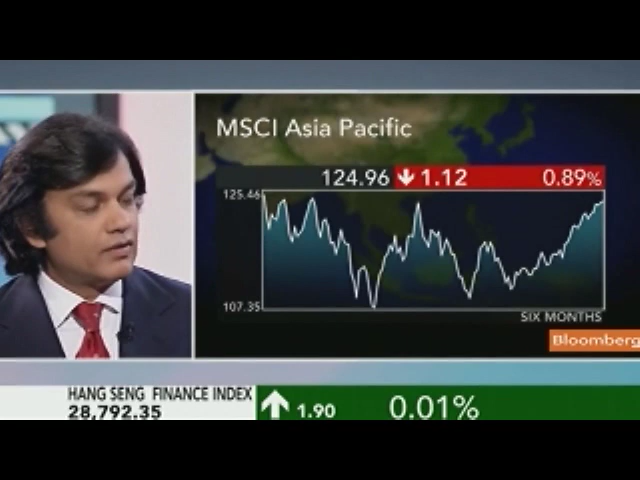 MSCI Asia Pacific
124.96 1.12 0.89%
125.46
107.35
SIX MONTHS
Bloomberg
HANG SENG FINANCE INDEX
28,792.35 1.90 0.01%